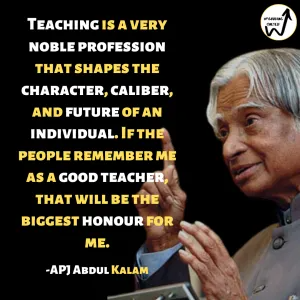 TEACHING IS A VERY
NOBLE PROFESSION
THAT SHAPES THE
CHARACTER, CALIBER,
AND FUTURE OF AN
INDIVIDUAL. IF THE
PEOPLE REMEMBER ME
AS A GOOD TEACHER,
THAT WILL BE THE
BIGGEST HONOUR FOR
ME.
-APJ ABDUL KALAM